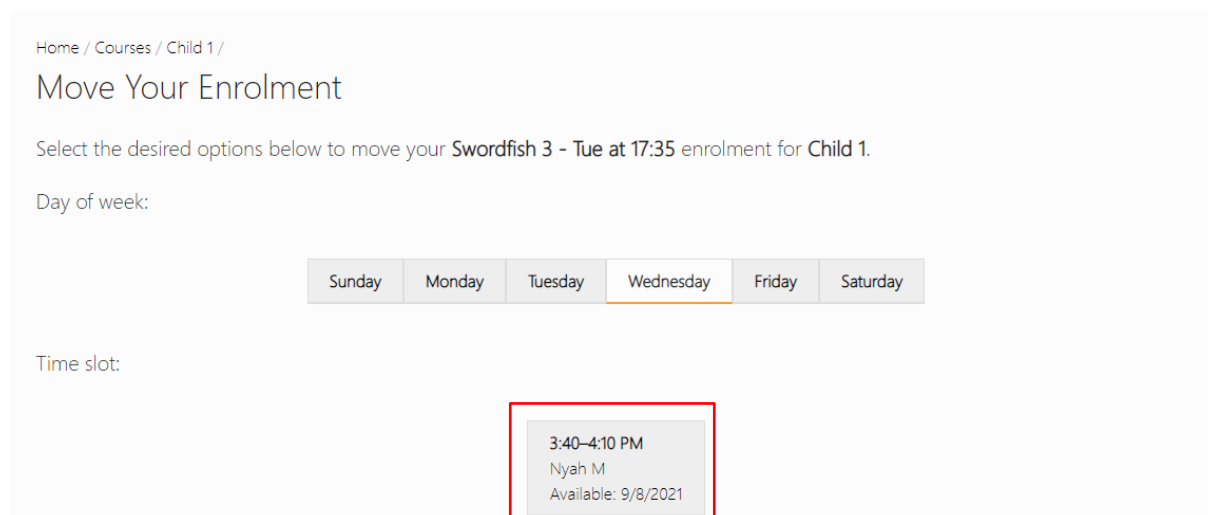 Home / Courses / Child 1 /
Move Your Enrolment
Select the desired options below to move your Swordfish 3 - Tue at 17:35 enrolment for Child 1.
Day of week:
Sunday Monday Tuesday Wednesday Friday Saturday
Time slot:
3:40–4:10 PM
Nyah M
Available: 9/8/2021